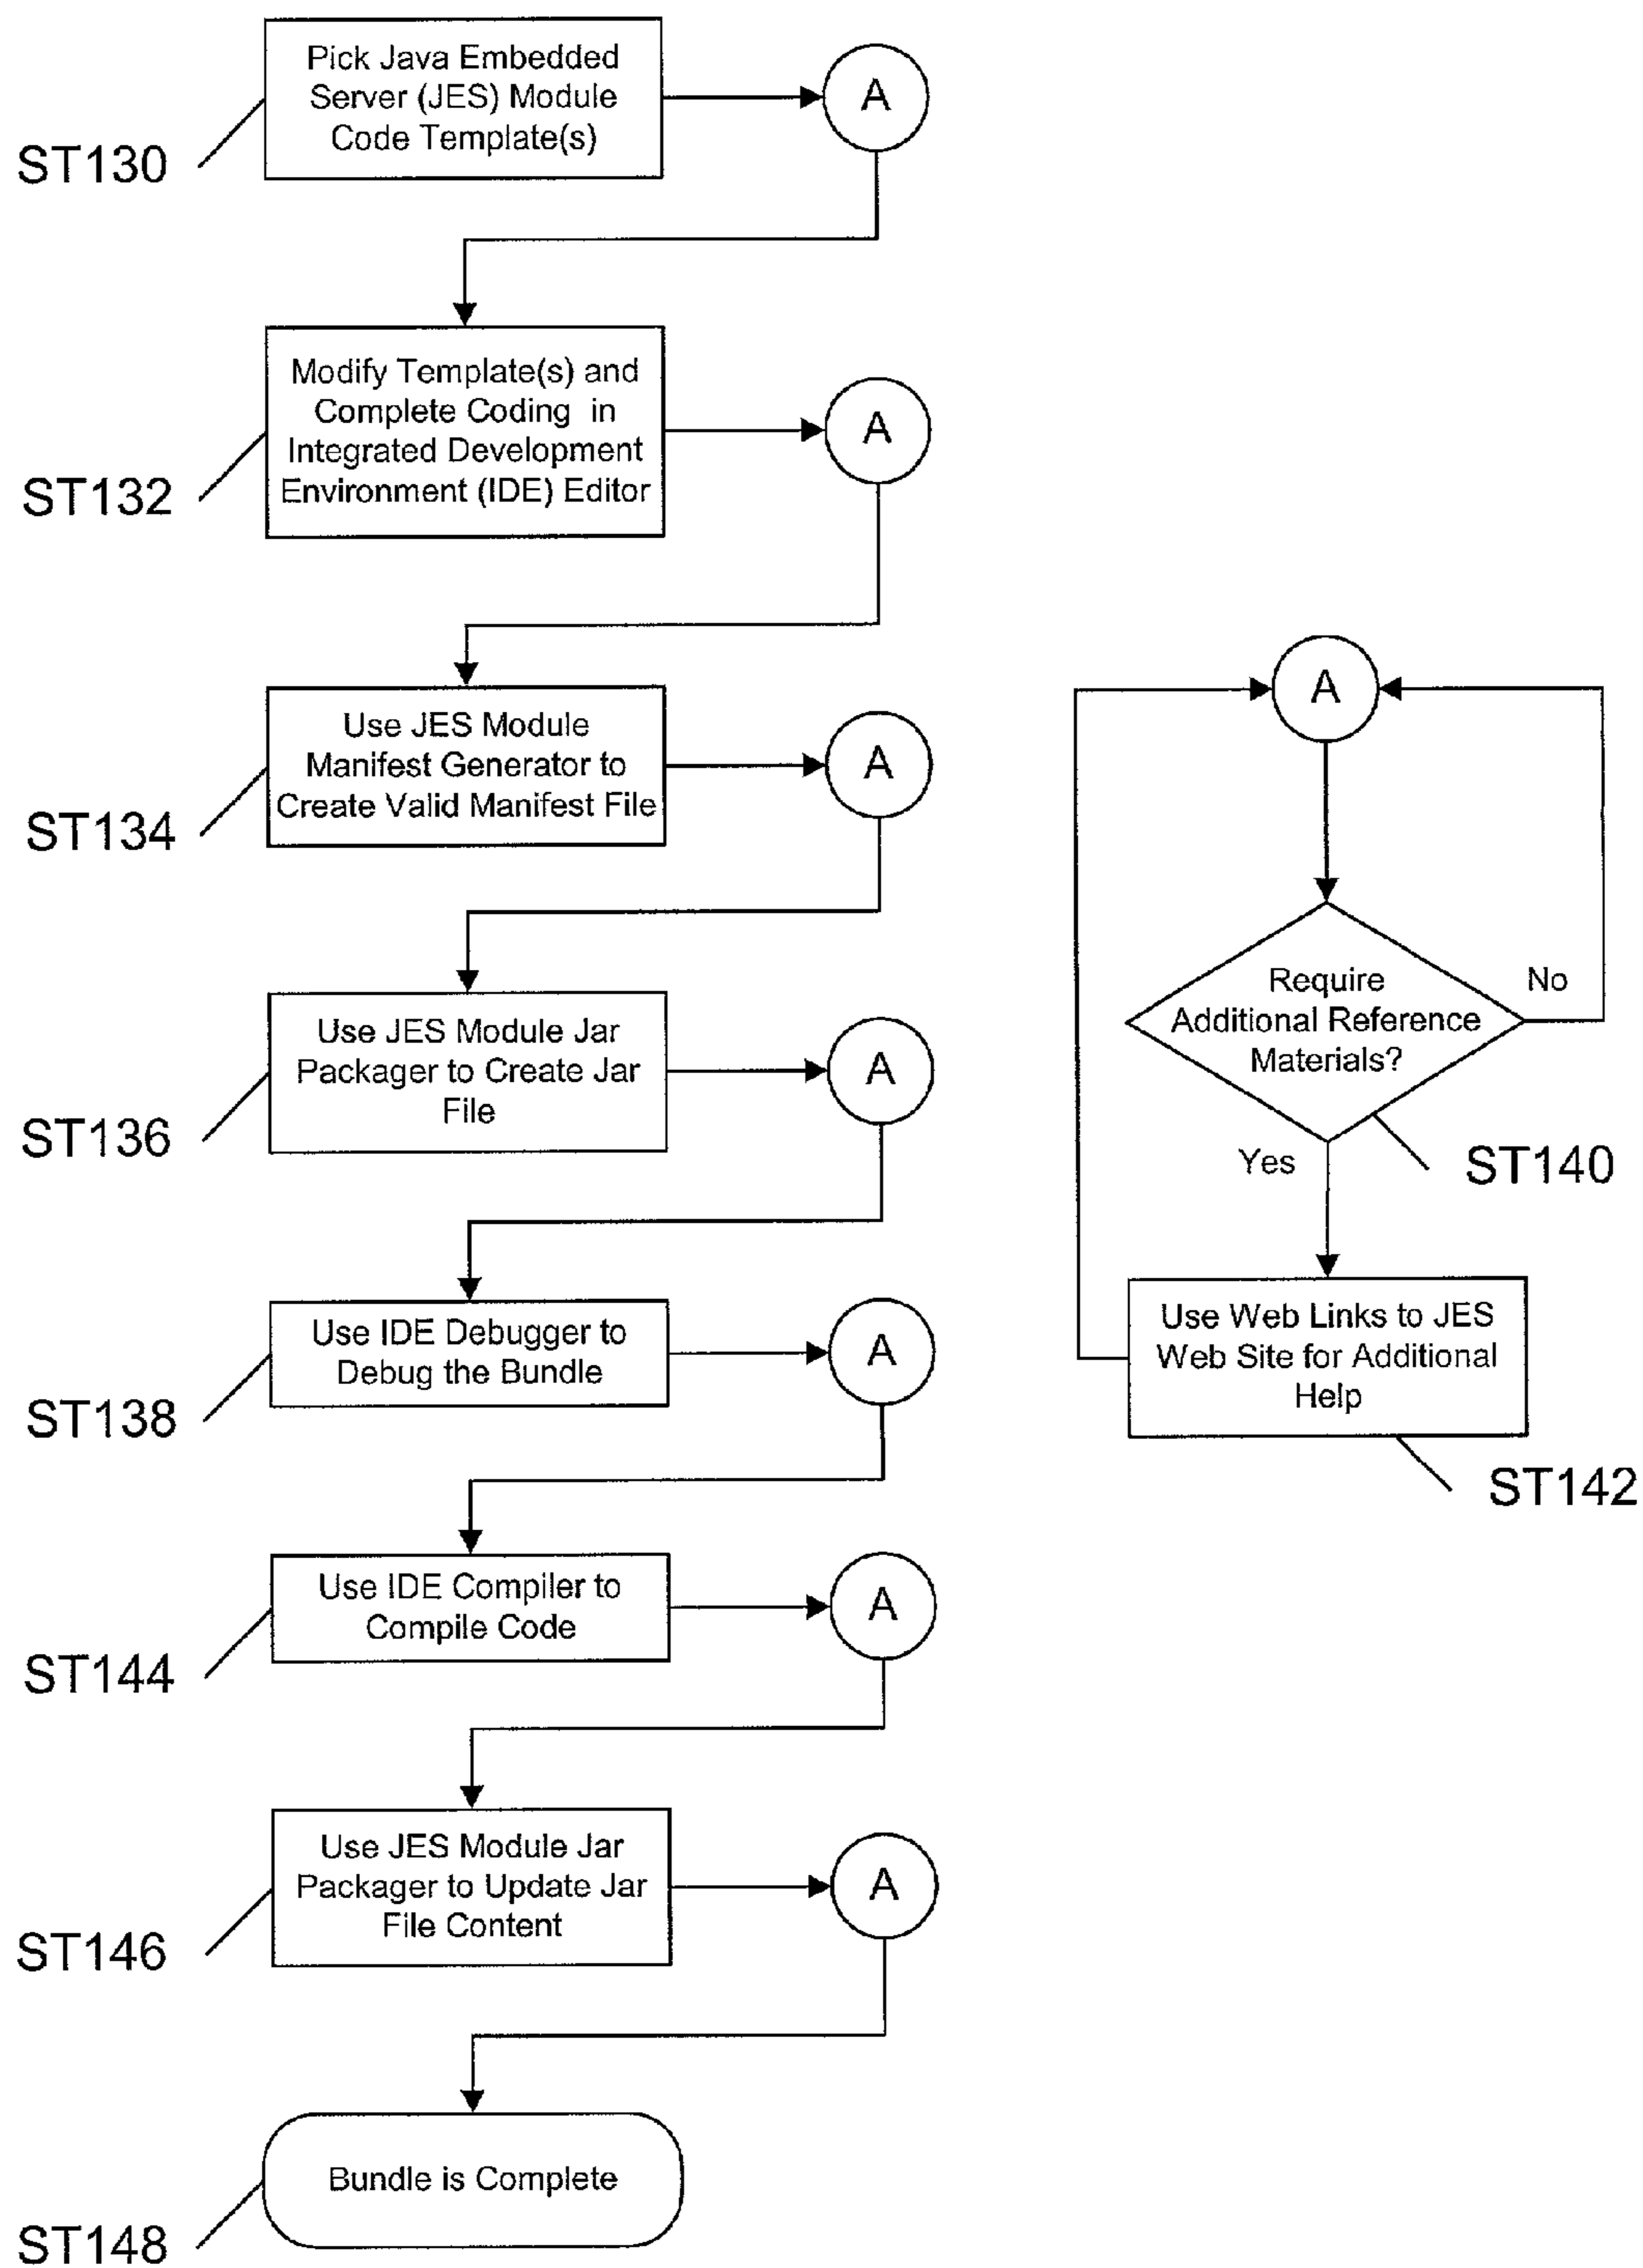 Pick Java Embedded
Server (JES) Module
Code Template(s)
A
ST130
Modify Template(s) and
Complete Coding in
Integrated Development
Environment (IDE) Editor
A
ST132
Use JES Module
Manifest Generator to
Create Valid Manifest File
A
ST134
Use JES Module Jar
Packager to Create Jar
File
A
ST136
Use IDE Debugger to
Debug the Bundle
A
ST138
Use IDE Compiler to
Compile Code
A
ST144
Use JES Module Jar
Packager to Update Jar
File Content
A
ST146
Bundle is Complete
ST148
A
Require
Additional Reference
Materials?
No
Yes
ST140
Use Web Links to JES
Web Site for Additional
Help
ST142